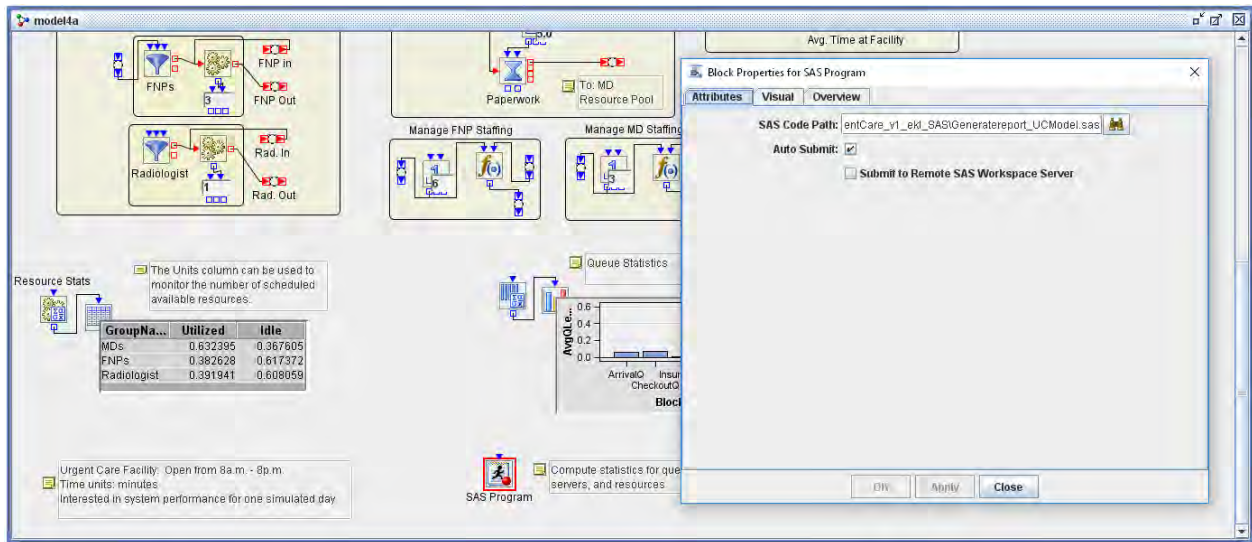 model4a
FNPs
3
FNP in
FNP Out
Radiologist
1
Rad. In
Rad. Out
5.0
Paperwork
To: MD
Resource Pool
Manage FNP Staffing
6
f(o)
Manage MD Staffing
3
f(o)
Avg. Time at Facility
Resource Stats
The Units column can be used to
monitor the number of scheduled
available resources.
GroupNa... Utilized Idle
MDs 0.632395 0.367605
FNPs 0.382628 0.617372
Radiologist 0.391941 0.608059
Queue Statistics
AvgQLe...
0.6
0.4
0.2
0.0
ArrivalQ Insur
CheckoutQ
Block
Urgent Care Facility: Open from 8a.m. - 8p.m.
Time units: minutes
Interested in system performance for one simulated day
SAS Program
Compute statistics for que
servers, and resources
Block Properties for SAS Program
Attributes Visual Overview
SAS Code Path: entCare_v1_ekl_SAS\Generatereport_UCModel.sas
Auto Submit:
Submit to Remote SAS Workspace Server
OK Apply Close